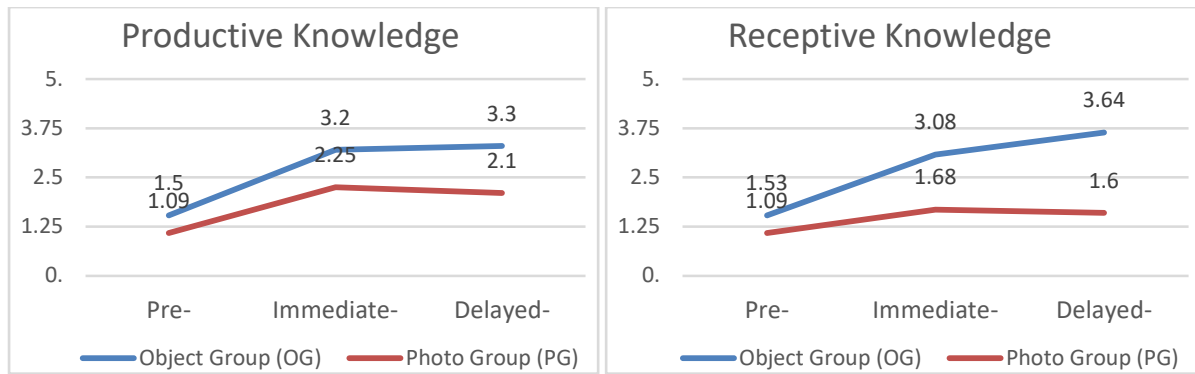 Productive Knowledge
5.
3.75
2.5
1.25
0.
1.5
1.09
3.2
2.25
3.3
2.1
Pre-
Immediate-
Delayed-
Object Group (OG)
Photo Group (PG)
Receptive Knowledge
5.
3.75
2.5
1.25
0.
1.53
1.09
3.08
1.68
3.64
1.6
Pre-
Immediate-
Delayed-
Object Group (OG)
Photo Group (PG)